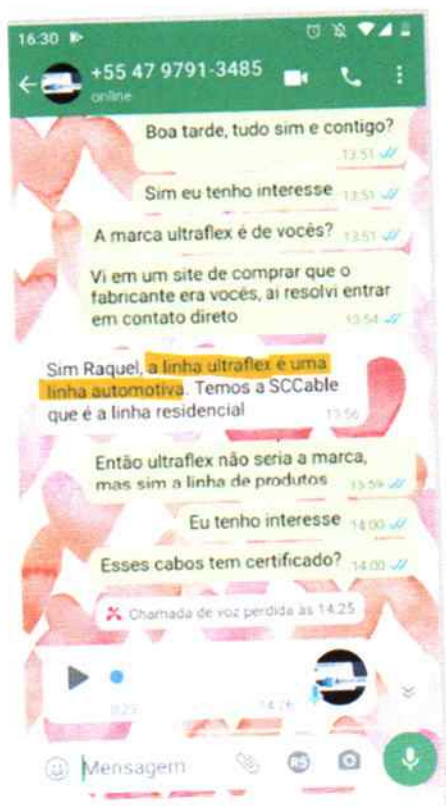 16:30
+55 47 9791-3485
online
Boa tarde, tudo sim e contigo?
13:51
Sim eu tenho interesse 13:51
A marca ultraflex é de vocês? 13:51
Vi em um site de comprar que o
fabricante era vocês, ai resolvi entrar
em contato direto 13:54
Sim Raquel, a linha ultraflex é uma
linha automotiva. Temos a SCCable
que é a linha residencial 13:56
Então ultraflex não seria a marca,
mas sim a linha de produtos 13:59
Eu tenho interesse 14:00
Esses cabos tem certificado? 14:00
Chamada de voz perdida às 14:25
0:23 14:26
Mensagem R$